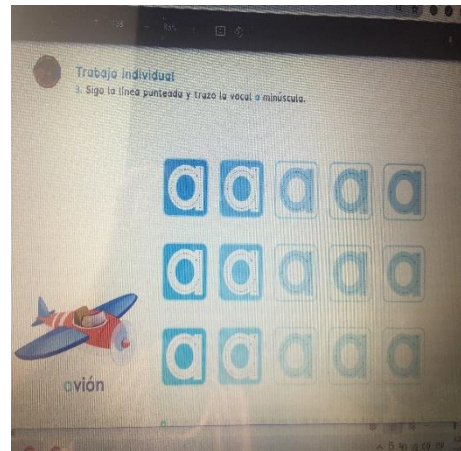 Trabajo Individual
3. Sigo la línea punteada y trazo la vocal a minúscula.
a a a a a
a a a a a
a a a a a
avión